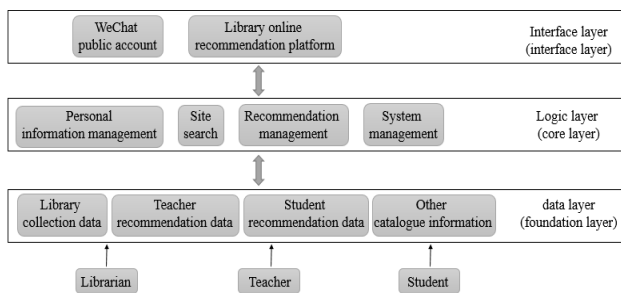 WeChat
public account
Library online
recommendation platform
Interface layer
(interface layer)
Personal
information management
Site
search
Recommendation
management
System
management
Logic layer
(core layer)
Library
collection data
Teacher
recommendation data
Student
recommendation data
Other
catalogue information
data layer
(foundation layer)
Librarian
Teacher
Student